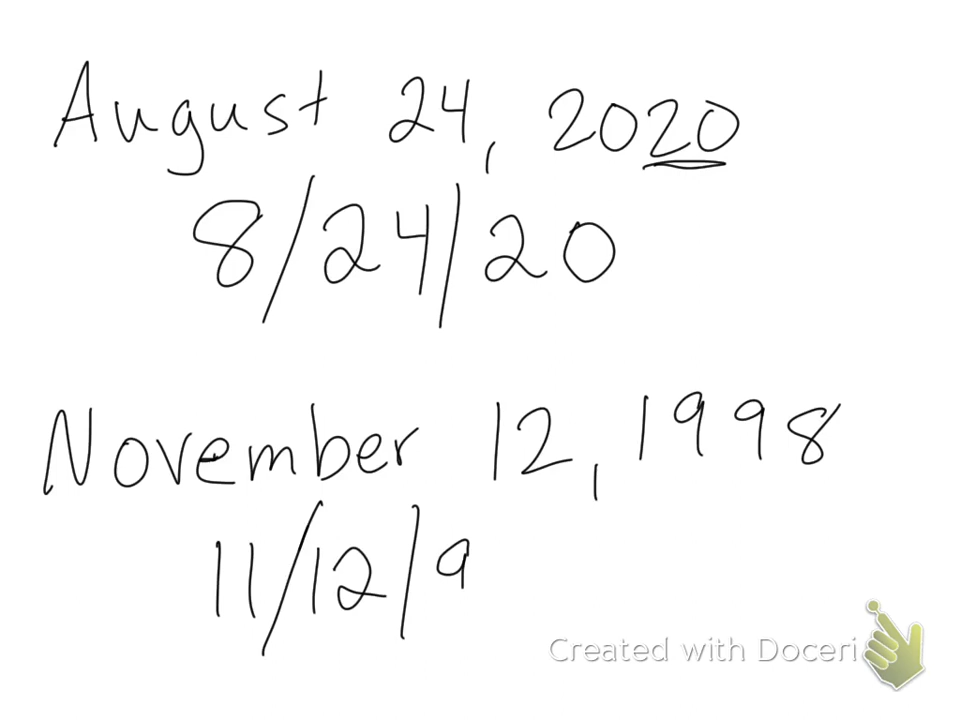 August 24, 2020
8/24/20
November 12, 1998
11/12/9
Created with Doceri